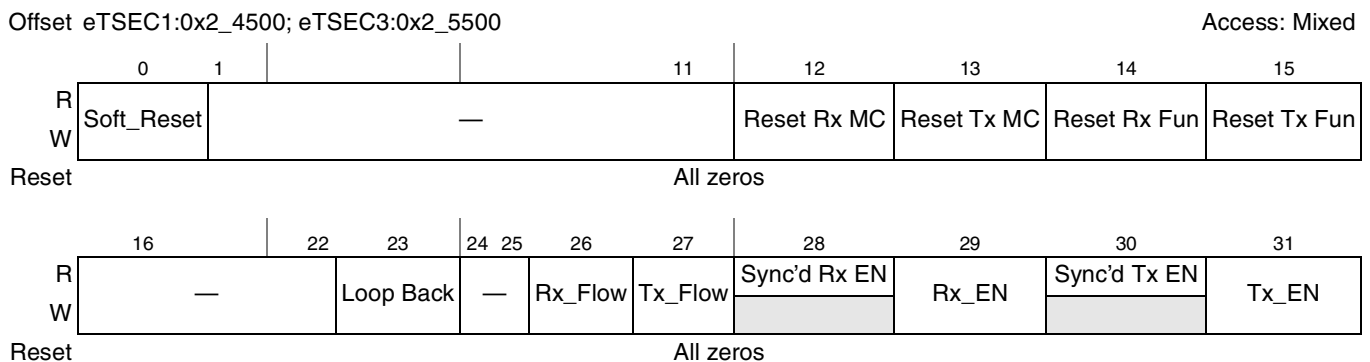 Offset eTSEC1:0x2_4500; eTSEC3:0x2_5500 Access: Mixed
0 1 11 12 13 14 15
R
W
Soft_Reset — Reset Rx MC Reset Tx MC Reset Rx Fun Reset Tx Fun
Reset All zeros
16 22 23 24 25 26 27 28 29 30 31
R
W
— Loop Back — Rx_Flow Tx_Flow Sync'd Rx EN Rx_EN Sync'd Tx EN Tx_EN
Reset All zeros